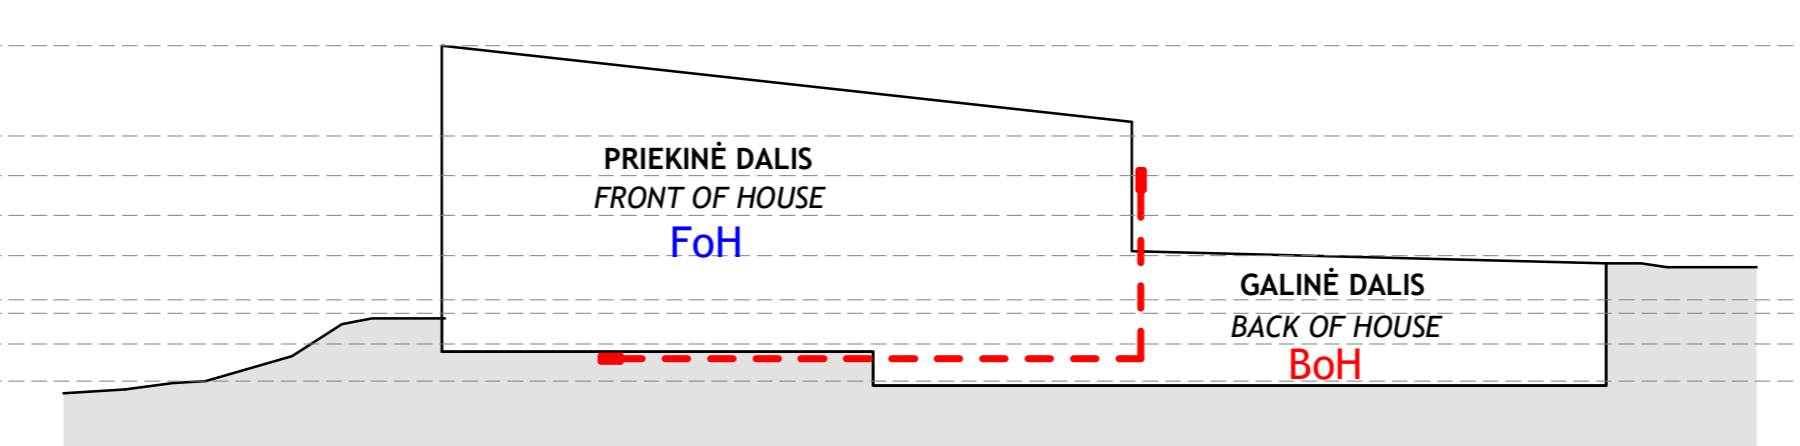 PRIEKINĖ DALIS
FRONT OF HOUSE
FoH
GALINĖ DALIS
BACK OF HOUSE
BoH